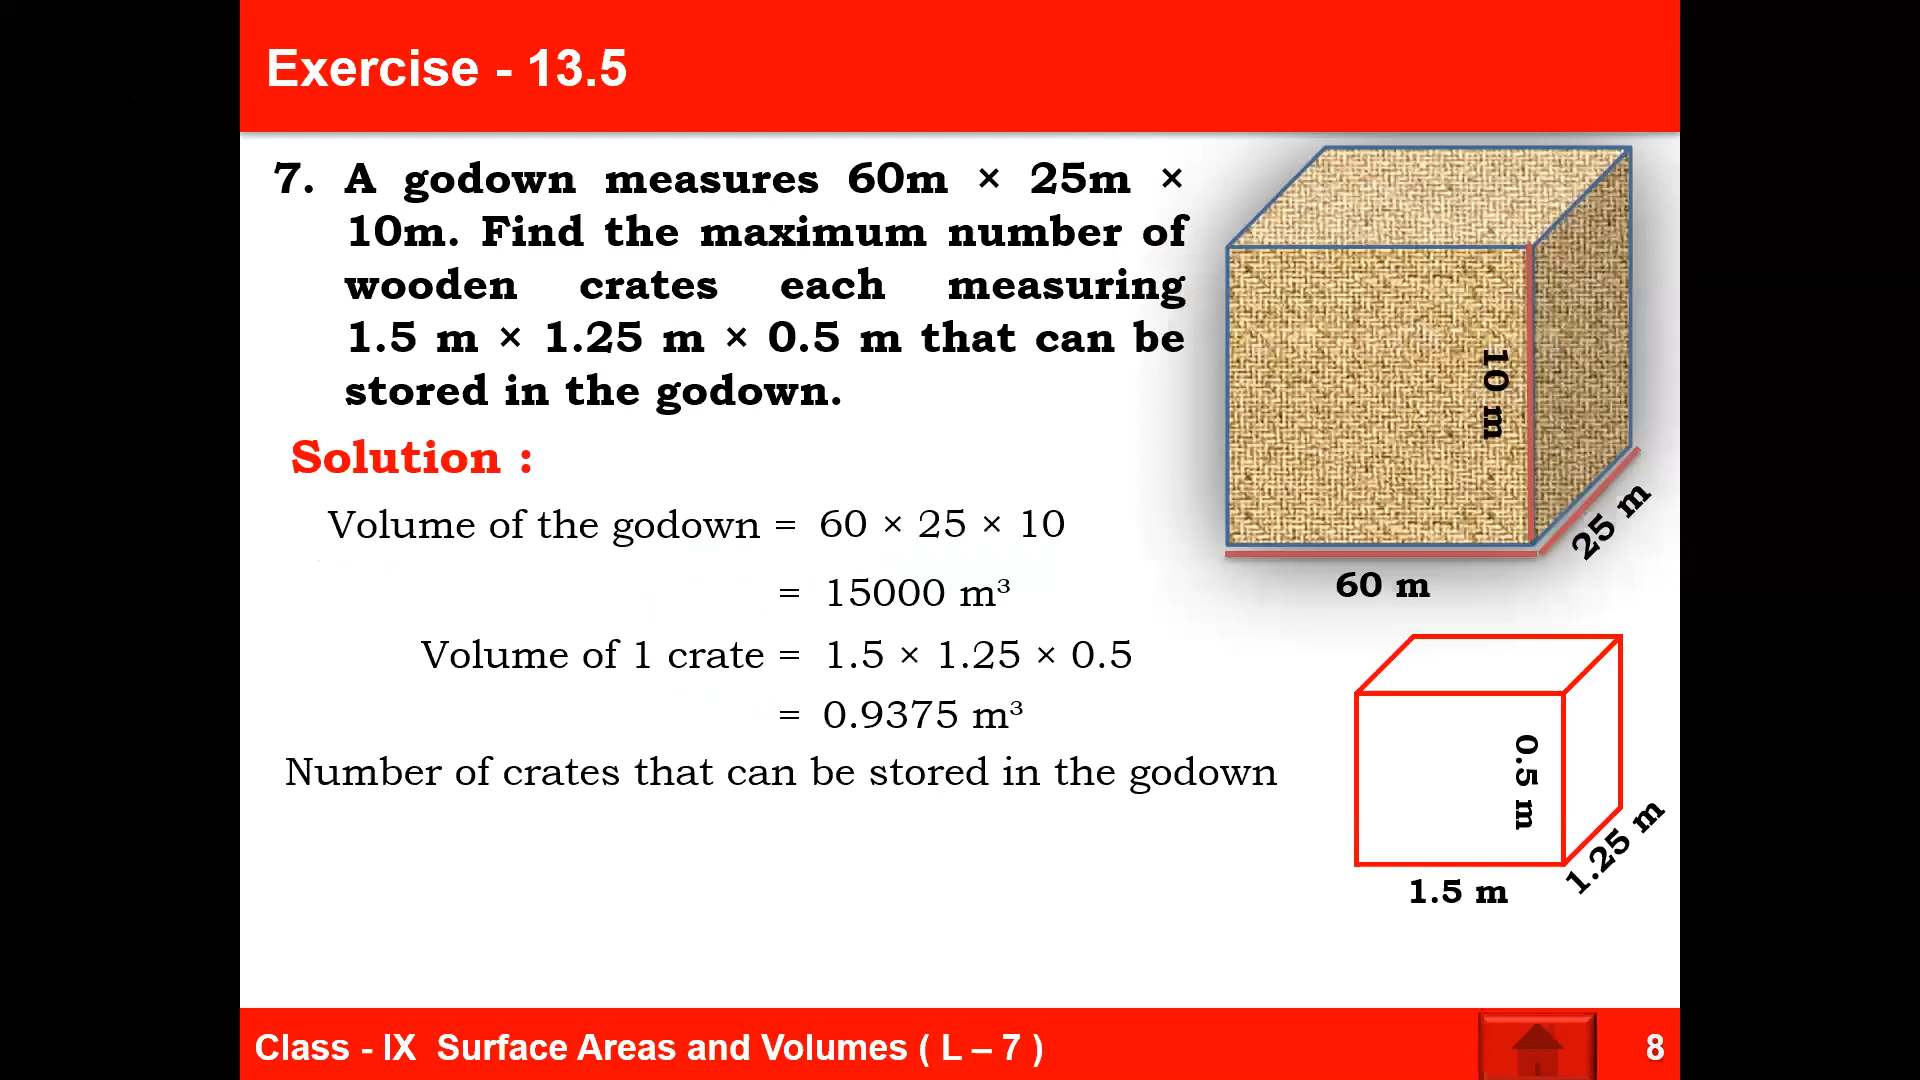 Exercise - 13.5
7. A godown measures 60m × 25m ×
10m. Find the maximum number of
wooden crates each measuring
1.5 m × 1.25 m × 0.5 m that can be
stored in the godown.
Solution :
Volume of the godown = 60 × 25 × 10
= 15000 m³
Volume of 1 crate = 1.5 × 1.25 × 0.5
= 0.9375 m³
Number of crates that can be stored in the godown
10 m
25 m
60 m
0.5 m
1.25 m
1.5 m
Class - IX Surface Areas and Volumes ( L – 7 )
8